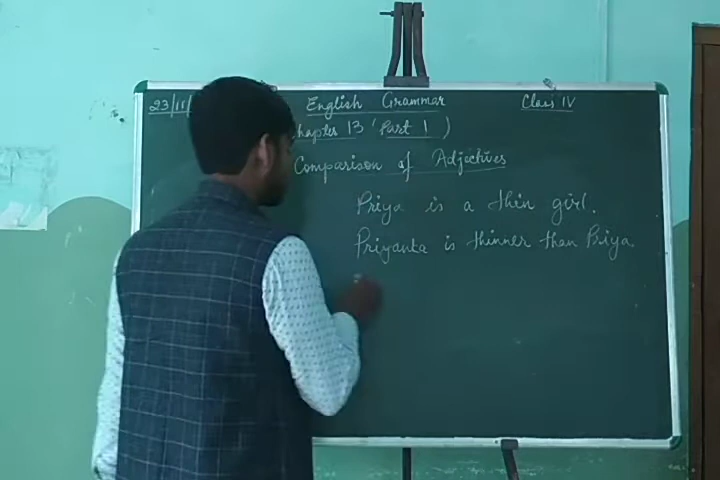 23/11/ English Grammar Class IV
hapter 13 (Part 1)
Comparison of Adjectives
Priya is a thin girl.
Priyanka is thinner than Priya